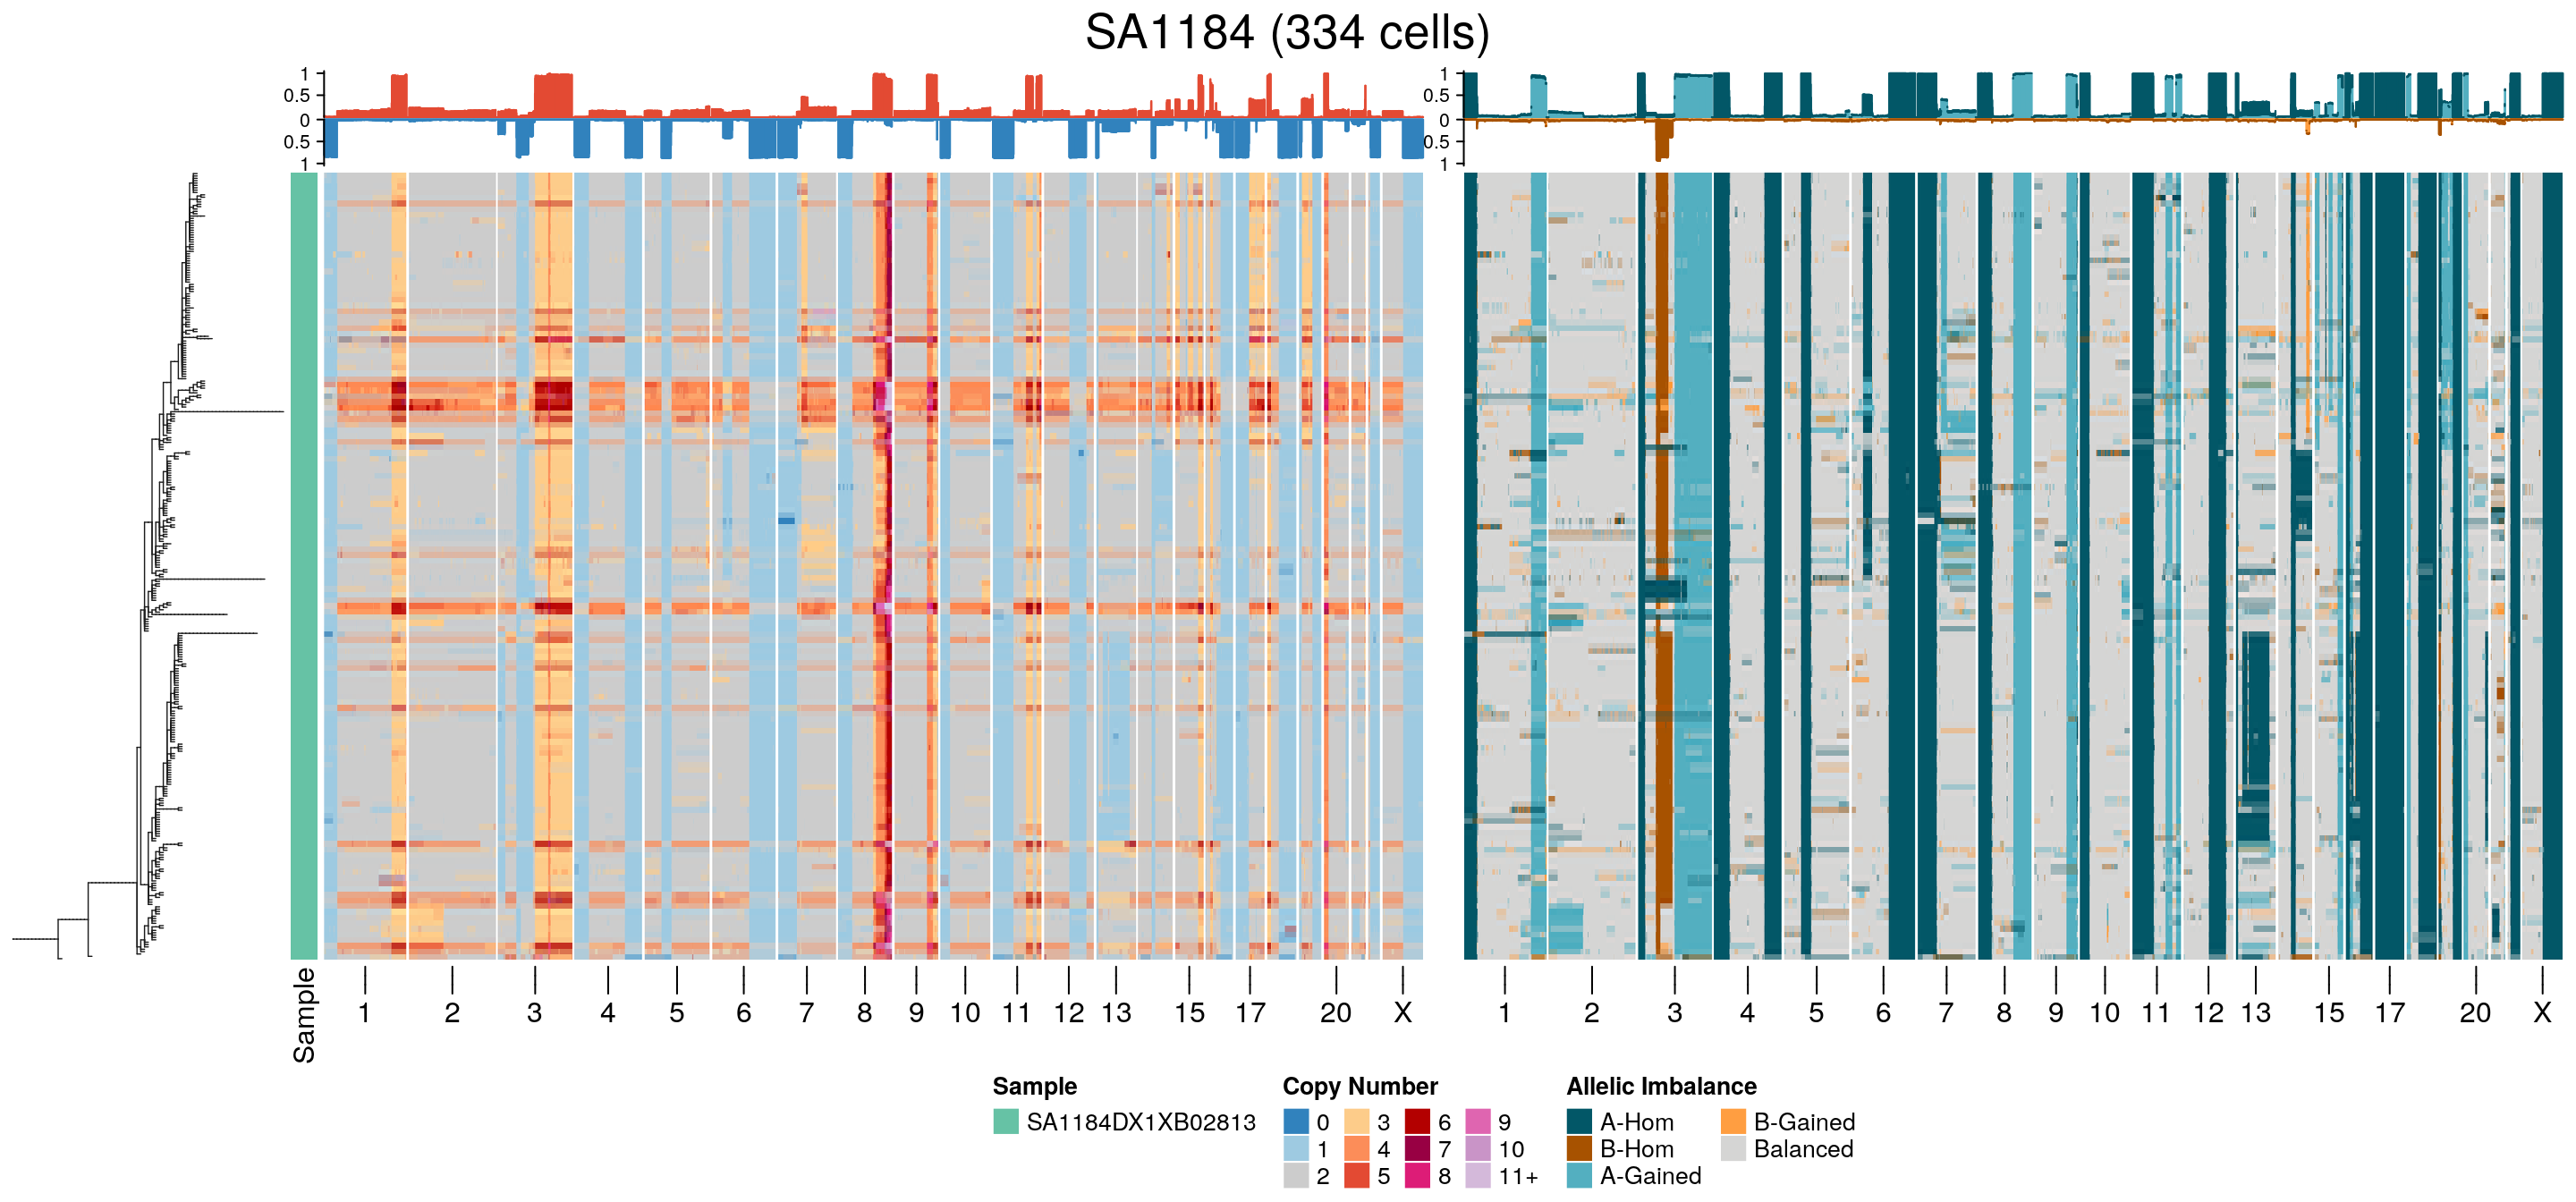 SA1184 (334 cells)
1
0.5
0
0.5
1
1
0.5
0
0.5
1
Sample
1 2 3 4 5 6 7 8 9 10 11 12 13 15 17 20 X
1 2 3 4 5 6 7 8 9 10 11 12 13 15 17 20 X
Sample
SA1184DX1XB02813
Copy Number
0 3 6 9
1 4 7 10
2 5 8 11+
Allelic Imbalance
A-Hom B-Gained
B-Hom Balanced
A-Gained